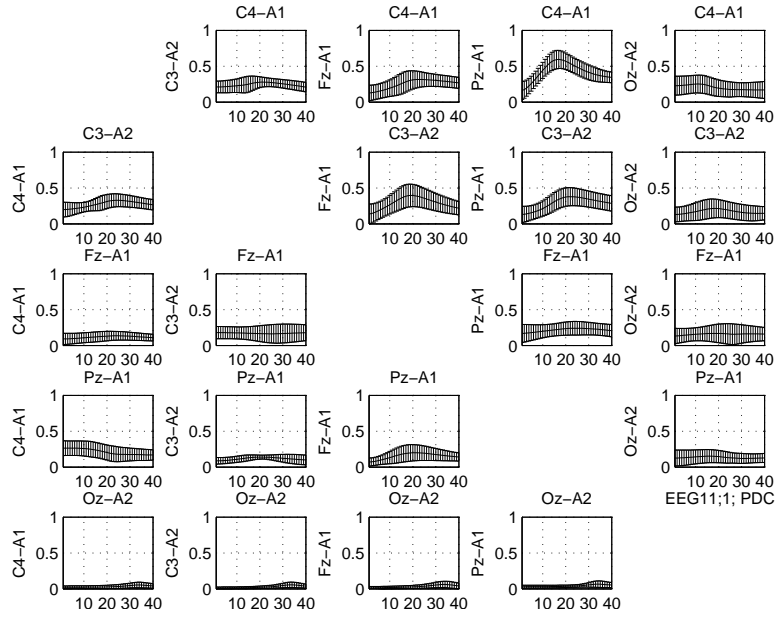 C4−A1 C4−A1 C4−A1 C4−A1
C3−A2 Fz−A1 Pz−A1 Oz−A2
1 1 1 1
0.5 0.5 0.5 0.5
0 0 0 0
10 20 30 40 10 20 30 40 10 20 30 40 10 20 30 40
C3−A2 C3−A2 C3−A2 C3−A2
C4−A1 Fz−A1 Pz−A1 Oz−A2
1 1 1 1
0.5 0.5 0.5 0.5
0 0 0 0
10 20 30 40 10 20 30 40 10 20 30 40 10 20 30 40
Fz−A1 Fz−A1 Fz−A1 Fz−A1
C4−A1 C3−A2 Pz−A1 Oz−A2
1 1 1 1
0.5 0.5 0.5 0.5
0 0 0 0
10 20 30 40 10 20 30 40 10 20 30 40 10 20 30 40
Pz−A1 Pz−A1 Pz−A1 Pz−A1
C4−A1 C3−A2 Fz−A1 Oz−A2
1 1 1 1
0.5 0.5 0.5 0.5
0 0 0 0
10 20 30 40 10 20 30 40 10 20 30 40 10 20 30 40
Oz−A2 Oz−A2 Oz−A2 Oz−A2 EEG11;1; PDC
C4−A1 C3−A2 Fz−A1 Pz−A1
1 1 1 1
0.5 0.5 0.5 0.5
0 0 0 0
10 20 30 40 10 20 30 40 10 20 30 40 10 20 30 40